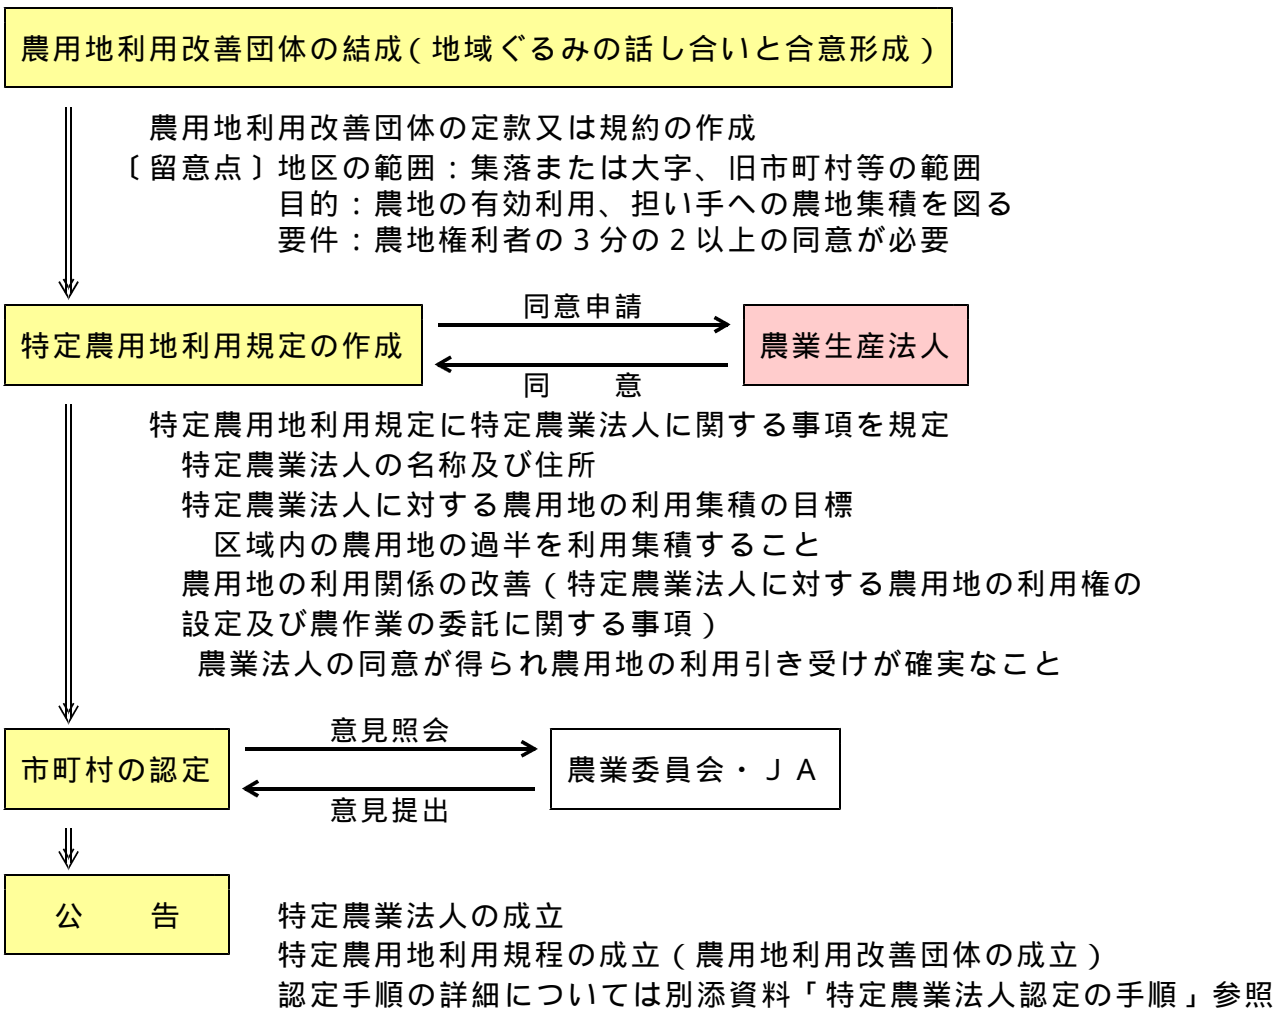 農用地利用改善団体の結成(地域ぐるみの話し合いと合意形成)
農用地利用改善団体の定款又は規約の作成
〔留意点〕地区の範囲：集落または大字、旧市町村等の範囲
目的：農地の有効利用、担い手への農地集積を図る
要件：農地権利者の３分の２以上の同意が必要
特定農用地利用規定の作成
同意申請
農業生産法人
同　　意
特定農用地利用規定に特定農業法人に関する事項を規定
特定農業法人の名称及び住所
特定農業法人に対する農用地の利用集積の目標
区域内の農用地の過半を利用集積すること
農用地の利用関係の改善(特定農業法人に対する農用地の利用権の
設定及び農作業の委託に関する事項)
農業法人の同意が得られ農用地の利用引き受けが確実なこと
市町村の認定
意見照会
農業委員会・ＪＡ
意見提出
公　　告
特定農業法人の成立
特定農用地利用規程の成立(農用地利用改善団体の成立)
認定手順の詳細については別添資料「特定農業法人認定の手順」参照